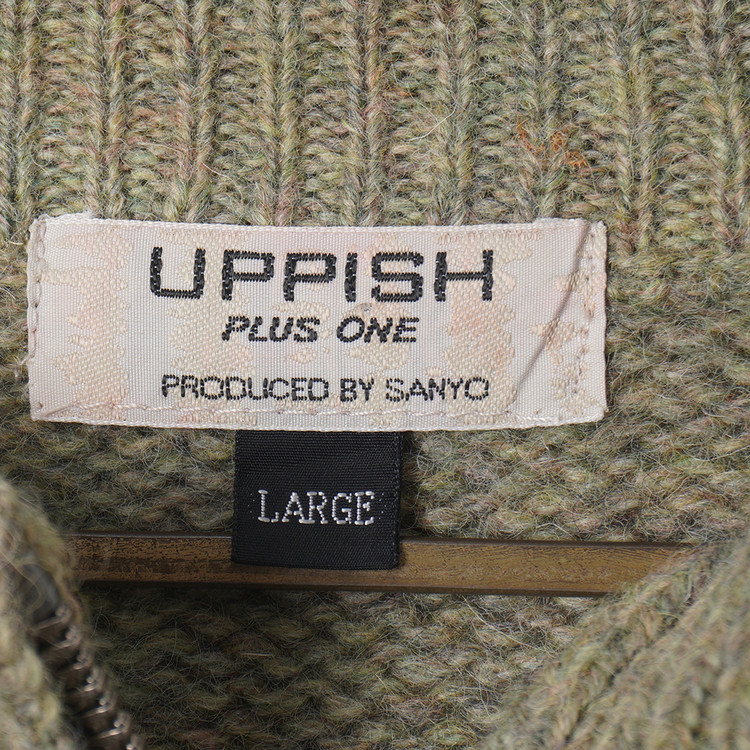 UPPISH
PLUS ONE
PRODUCED BY SANYO
LARGE